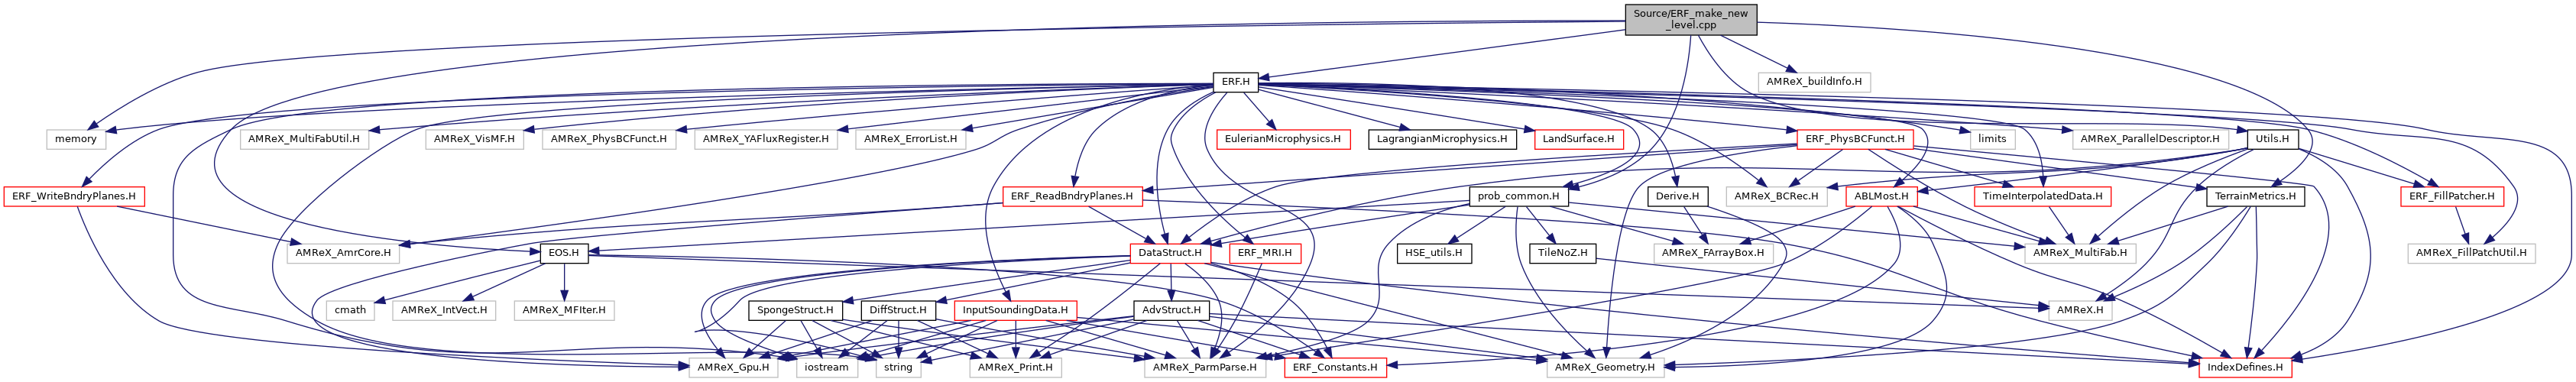 Source/ERF_make_new
_level.cpp
ERF.H
AMReX_buildInfo.H
memory
AMReX_MultiFabUtil.H
AMReX_VisMF.H
AMReX_PhysBCFunct.H
AMReX_YAFluxRegister.H
AMReX_ErrorList.H
EulerianMicrophysics.H
LagrangianMicrophysics.H
LandSurface.H
ERF_PhysBCFunct.H
limits
AMReX_ParallelDescriptor.H
Utils.H
ERF_WriteBndryPlanes.H
ERF_ReadBndryPlanes.H
prob_common.H
Derive.H
AMReX_BCRec.H
ABLMost.H
TimeInterpolatedData.H
TerrainMetrics.H
ERF_FillPatcher.H
AMReX_AmrCore.H
EOS.H
DataStruct.H
ERF_MRI.H
HSE_utils.H
TileNoZ.H
AMReX_FArrayBox.H
AMReX_MultiFab.H
AMReX_FillPatchUtil.H
cmath
AMReX_IntVect.H
AMReX_MFIter.H
SpongeStruct.H
DiffStruct.H
InputSoundingData.H
AdvStruct.H
AMReX.H
AMReX_Gpu.H
iostream
string
AMReX_Print.H
AMReX_ParmParse.H
ERF_Constants.H
AMReX_Geometry.H
IndexDefines.H